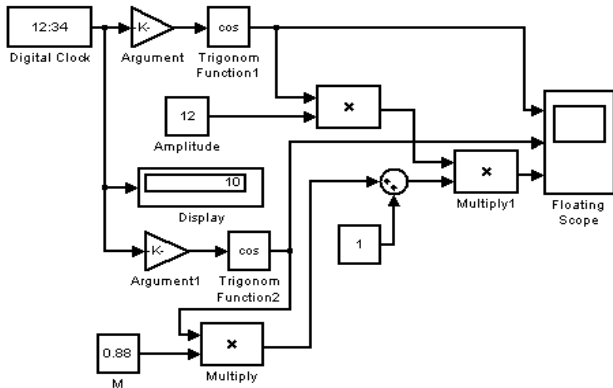 12:34
Digital Clock
-K-
Argument
cos
Trigonom
Function1
12
Amplitude
×
10
Display
-K-
Argument1
cos
Trigonom
Function2
++
1
×
Multiply1
Floating
Scope
0.88
M
×
Multiply